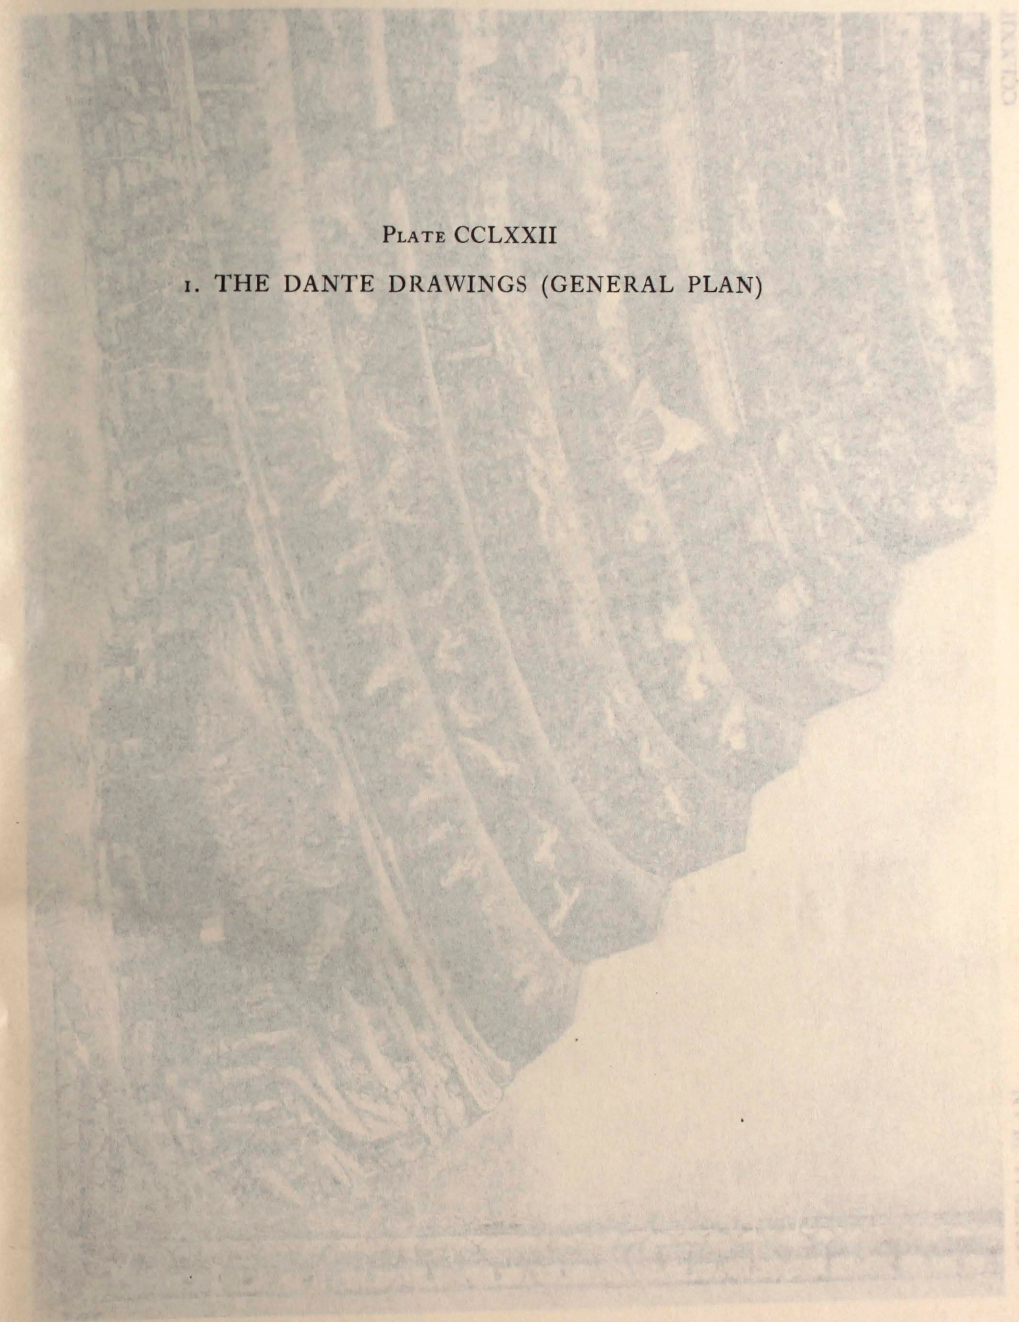 Plate CCLXXII
1. THE DANTE DRAWINGS (GENERAL PLAN)